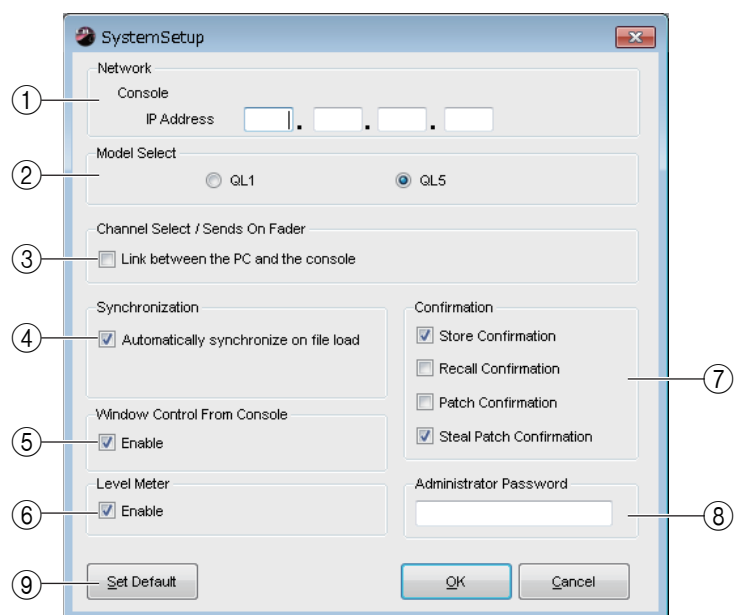 SystemSetup
Network
① Console
IP Address . . .
Model Select
② QL1 QL5
Channel Select / Sends On Fader
③ Link between the PC and the console
Synchronization
④ Automatically synchronize on file load
Confirmation
Store Confirmation
Recall Confirmation
⑦
Patch Confirmation
Steal Patch Confirmation
Window Control From Console
⑤ Enable
Level Meter
⑥ Enable
Administrator Password
⑧
⑨ Set Default OK Cancel